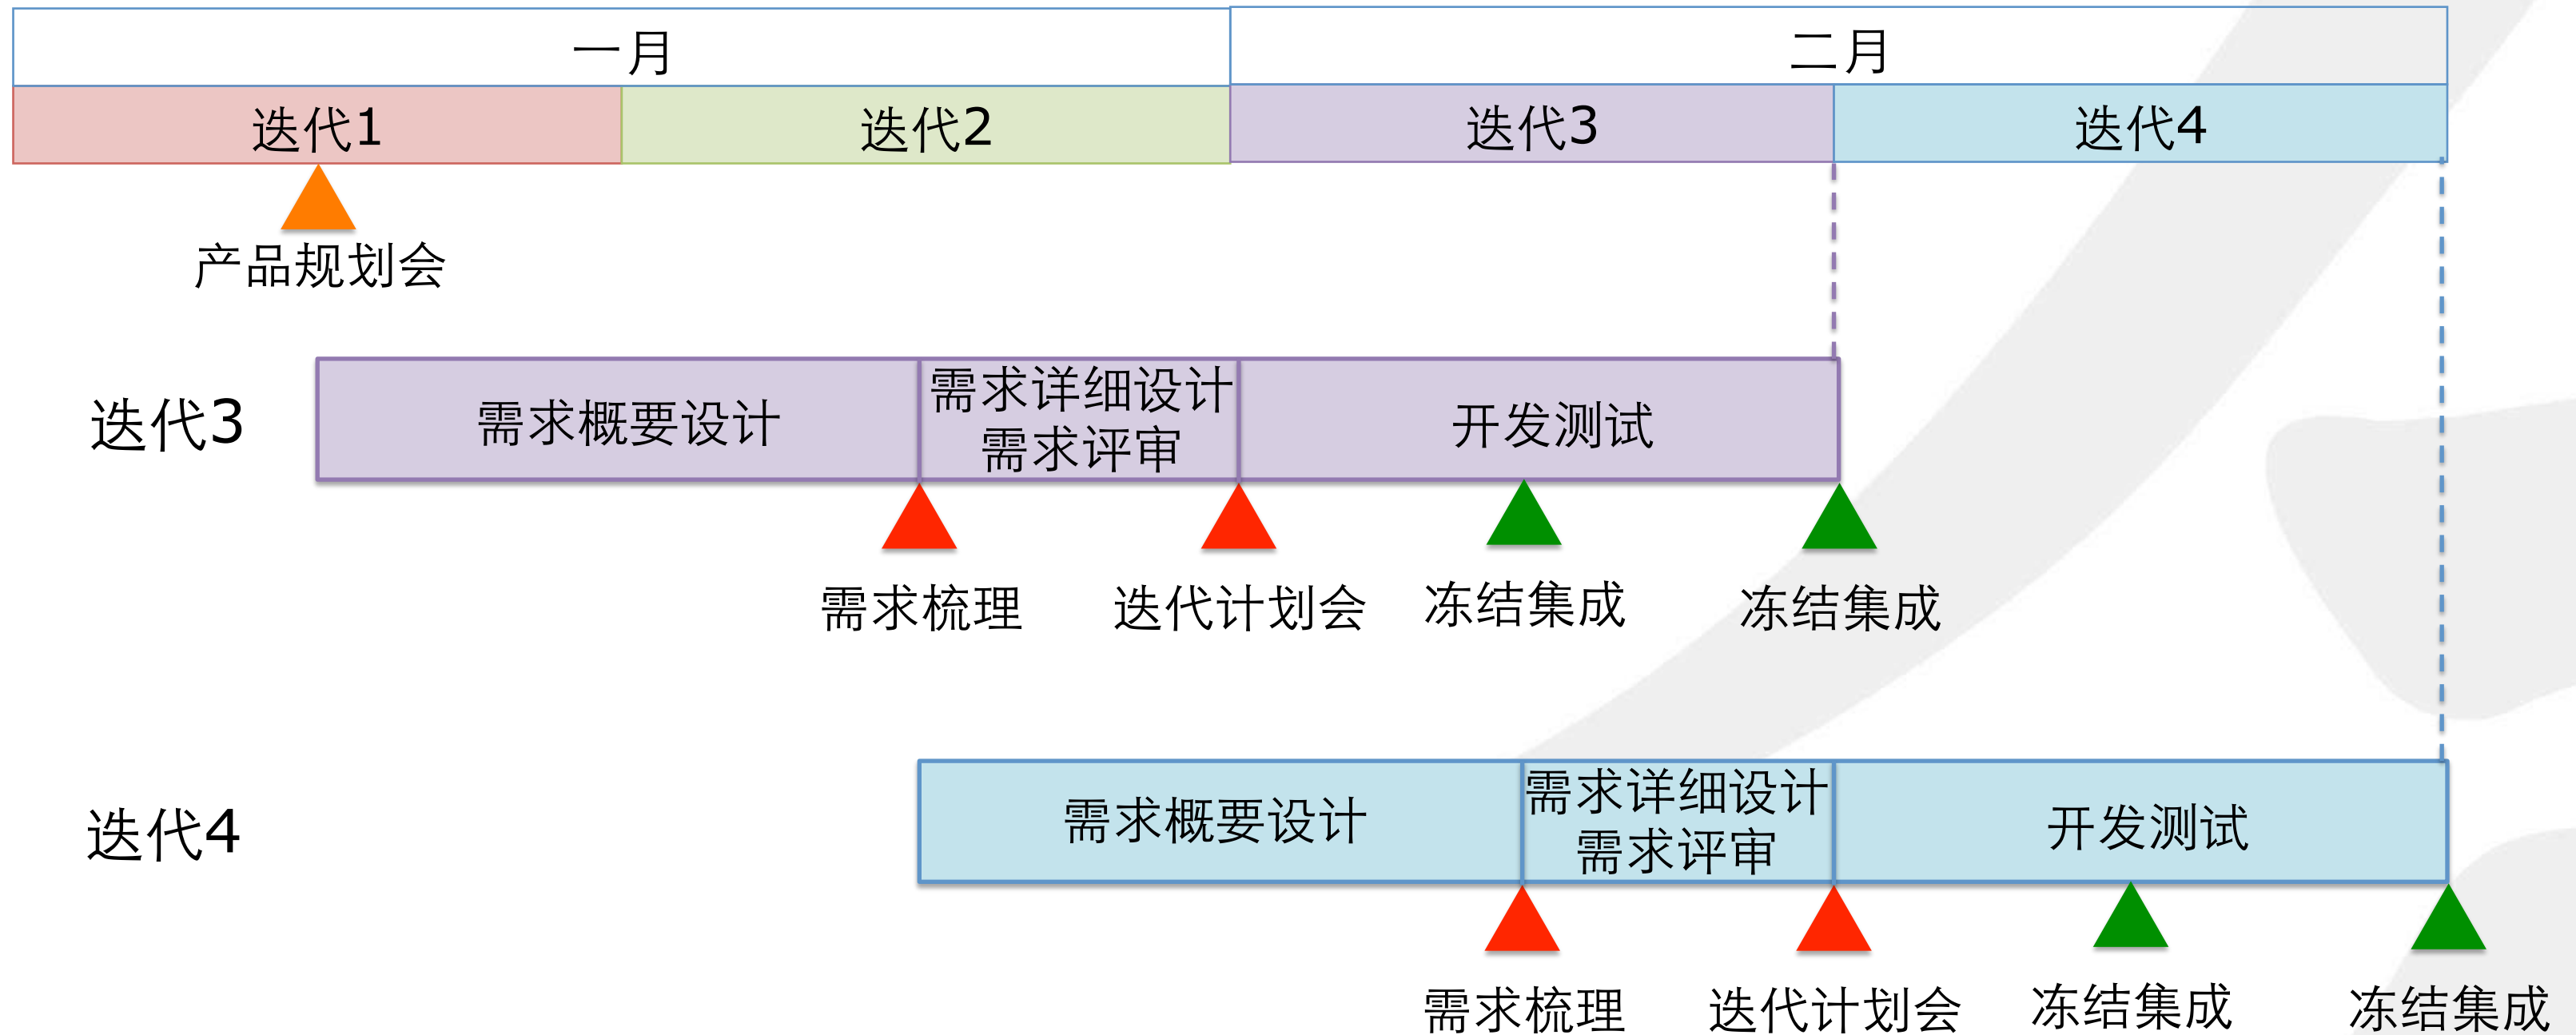 一月
二月
迭代1
迭代2
迭代3
迭代4
产品规划会
迭代3
需求概要设计
需求详细设计
需求评审
开发测试
需求梳理
迭代计划会
冻结集成
冻结集成
迭代4
需求概要设计
需求详细设计
需求评审
开发测试
需求梳理
迭代计划会
冻结集成
冻结集成